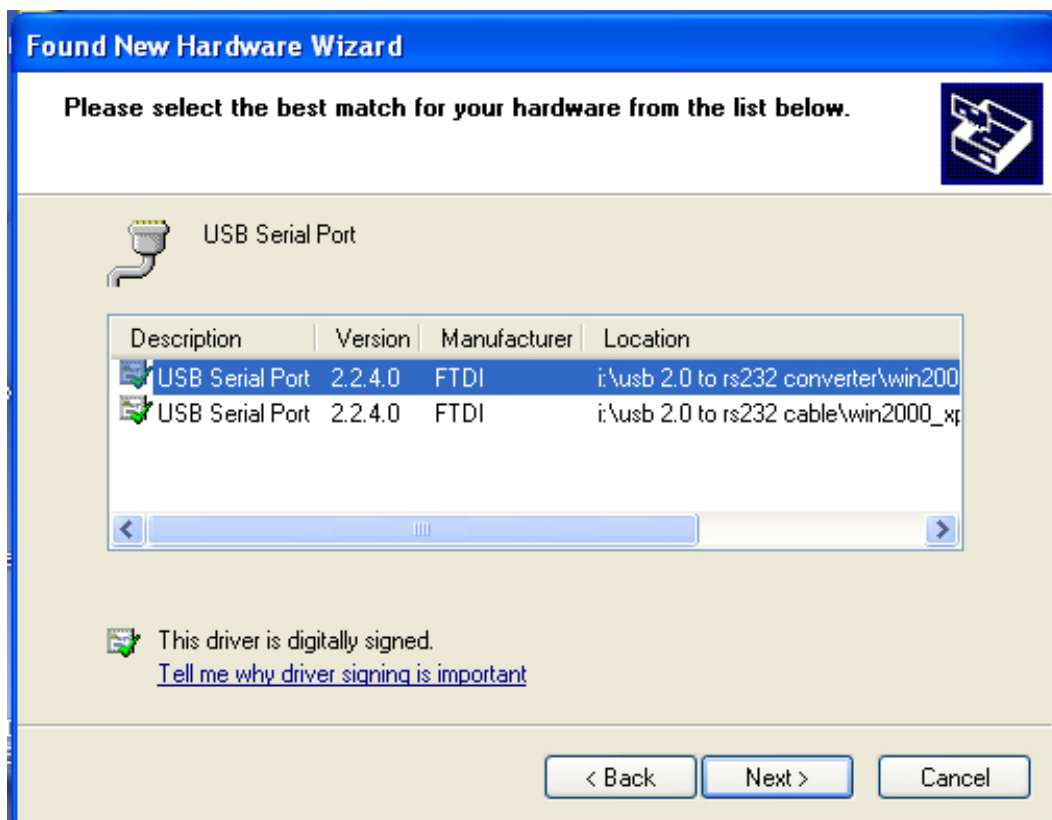 Found New Hardware Wizard
Please select the best match for your hardware from the list below.
USB Serial Port
Description Version Manufacturer Location
USB Serial Port 2.2.4.0 FTDI i:\usb 2.0 to rs232 converter\win200
USB Serial Port 2.2.4.0 FTDI i:\usb 2.0 to rs232 cable\win2000_xp
This driver is digitally signed.
Tell me why driver signing is important
< Back Next > Cancel